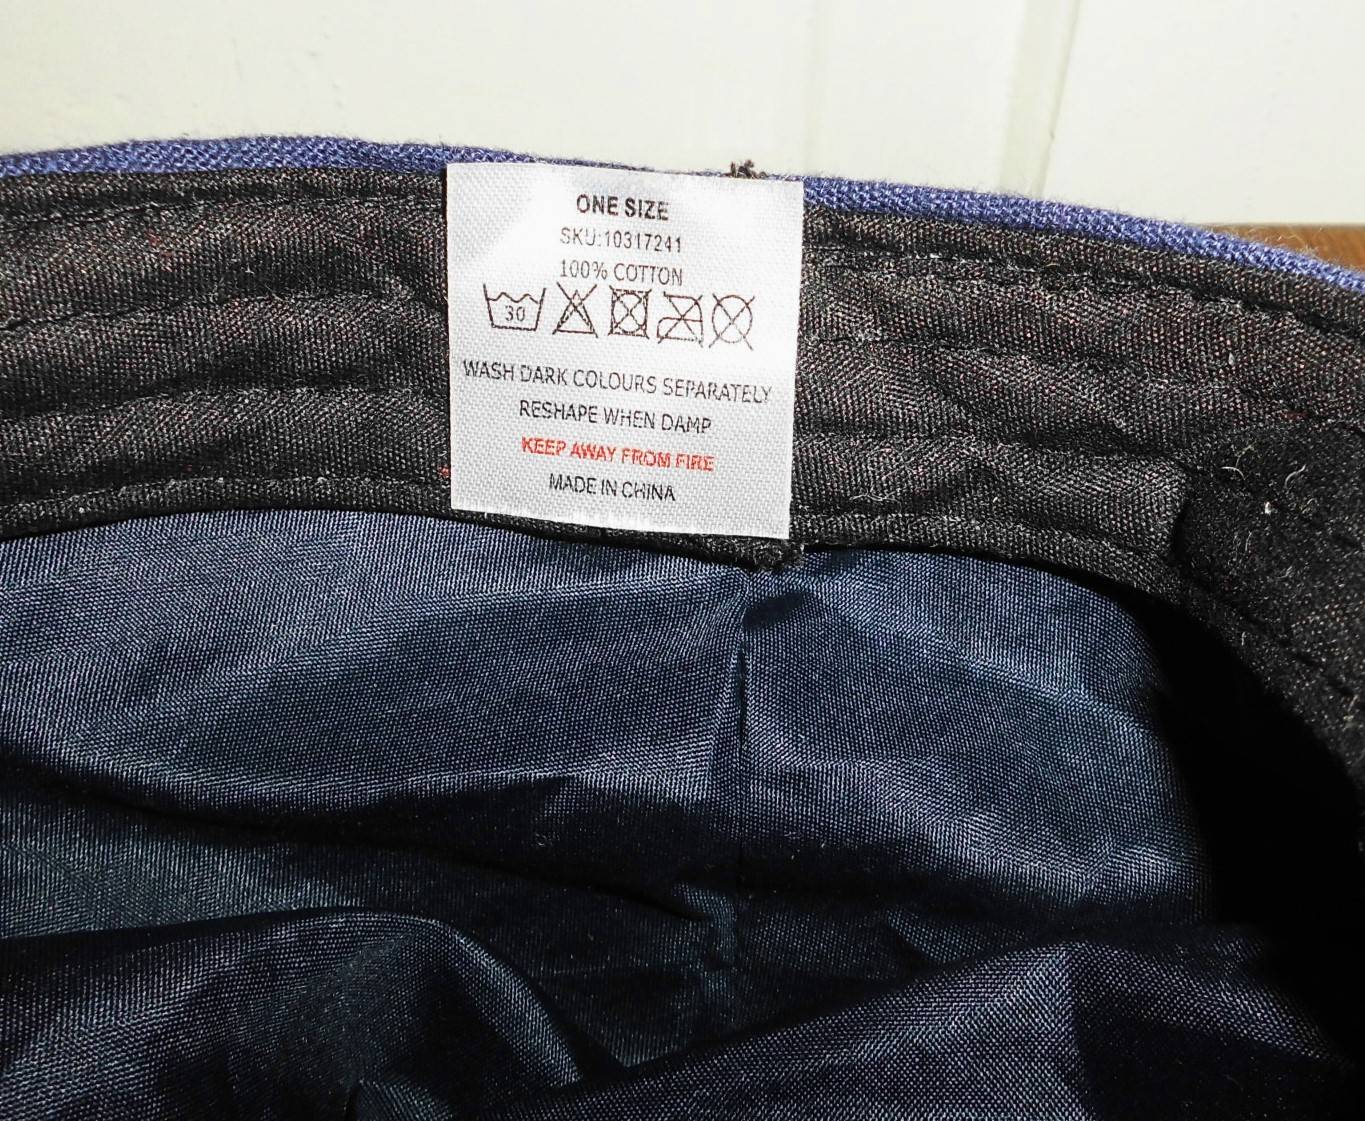 ONE SIZE
SKU:10317241
100% COTTON
30
WASH DARK COLOURS SEPARATELY
RESHAPE WHEN DAMP
KEEP AWAY FROM FIRE
MADE IN CHINA